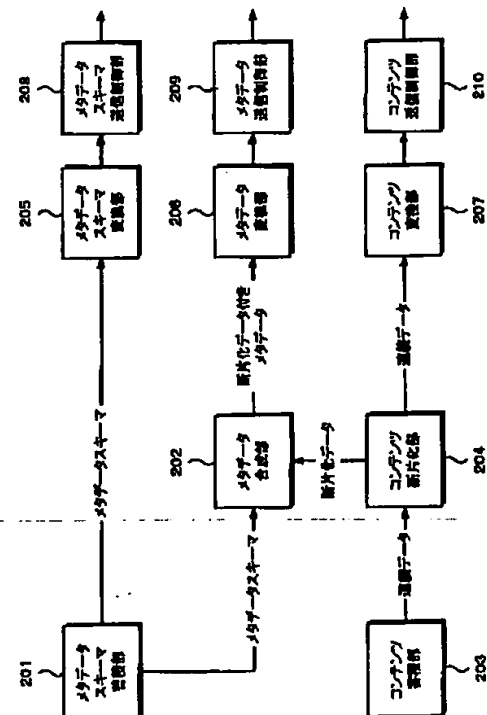 208
メタデータ
スキーマ
送信制御部
209
メタデータ
送信制御部
210
コンテンツ
送信制御部
205
メタデータ
スキーマ
変換部
206
メタデータ
変換部
207
コンテンツ
変換部
メタデータスキーマ
断片化データ付き
メタデータ
連続データ
202
メタデータ
合成部
断片化データ
204
コンテンツ
断片化部
メタデータスキーマ
連続データ
201
メタデータ
スキーマ
蓄積部
203
コンテンツ
蓄積部